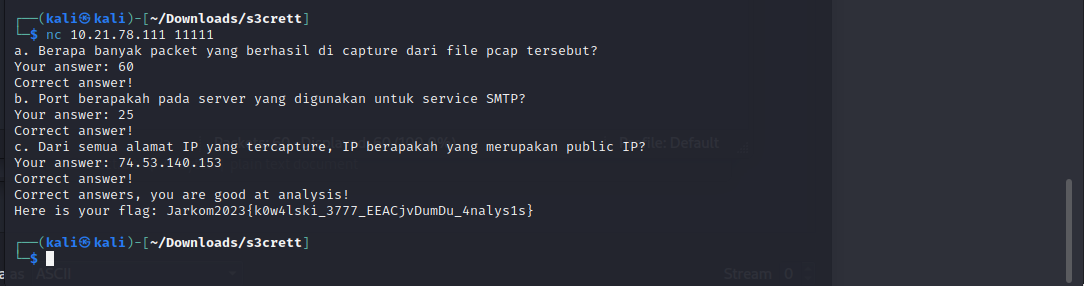 ┌──(kali㉿kali)-[~/Downloads/s3crett]
└─$ nc 10.21.78.111 11111
a. Berapa banyak packet yang berhasil di capture dari file pcap tersebut?
Your answer: 60
Correct answer!
b. Port berapakah pada server yang digunakan untuk service SMTP?
Your answer: 25
Correct answer!
c. Dari semua alamat IP yang tercapture, IP berapakah yang merupakan public IP?
Your answer: 74.53.140.153
Correct answer!
Correct answers, you are good at analysis!
Here is your flag: Jarkom2023{k0w4lski_3777_EEACjvDumDu_4nalys1s}
┌──(kali㉿kali)-[~/Downloads/s3crett]
└─$
as ASCII Stream 0